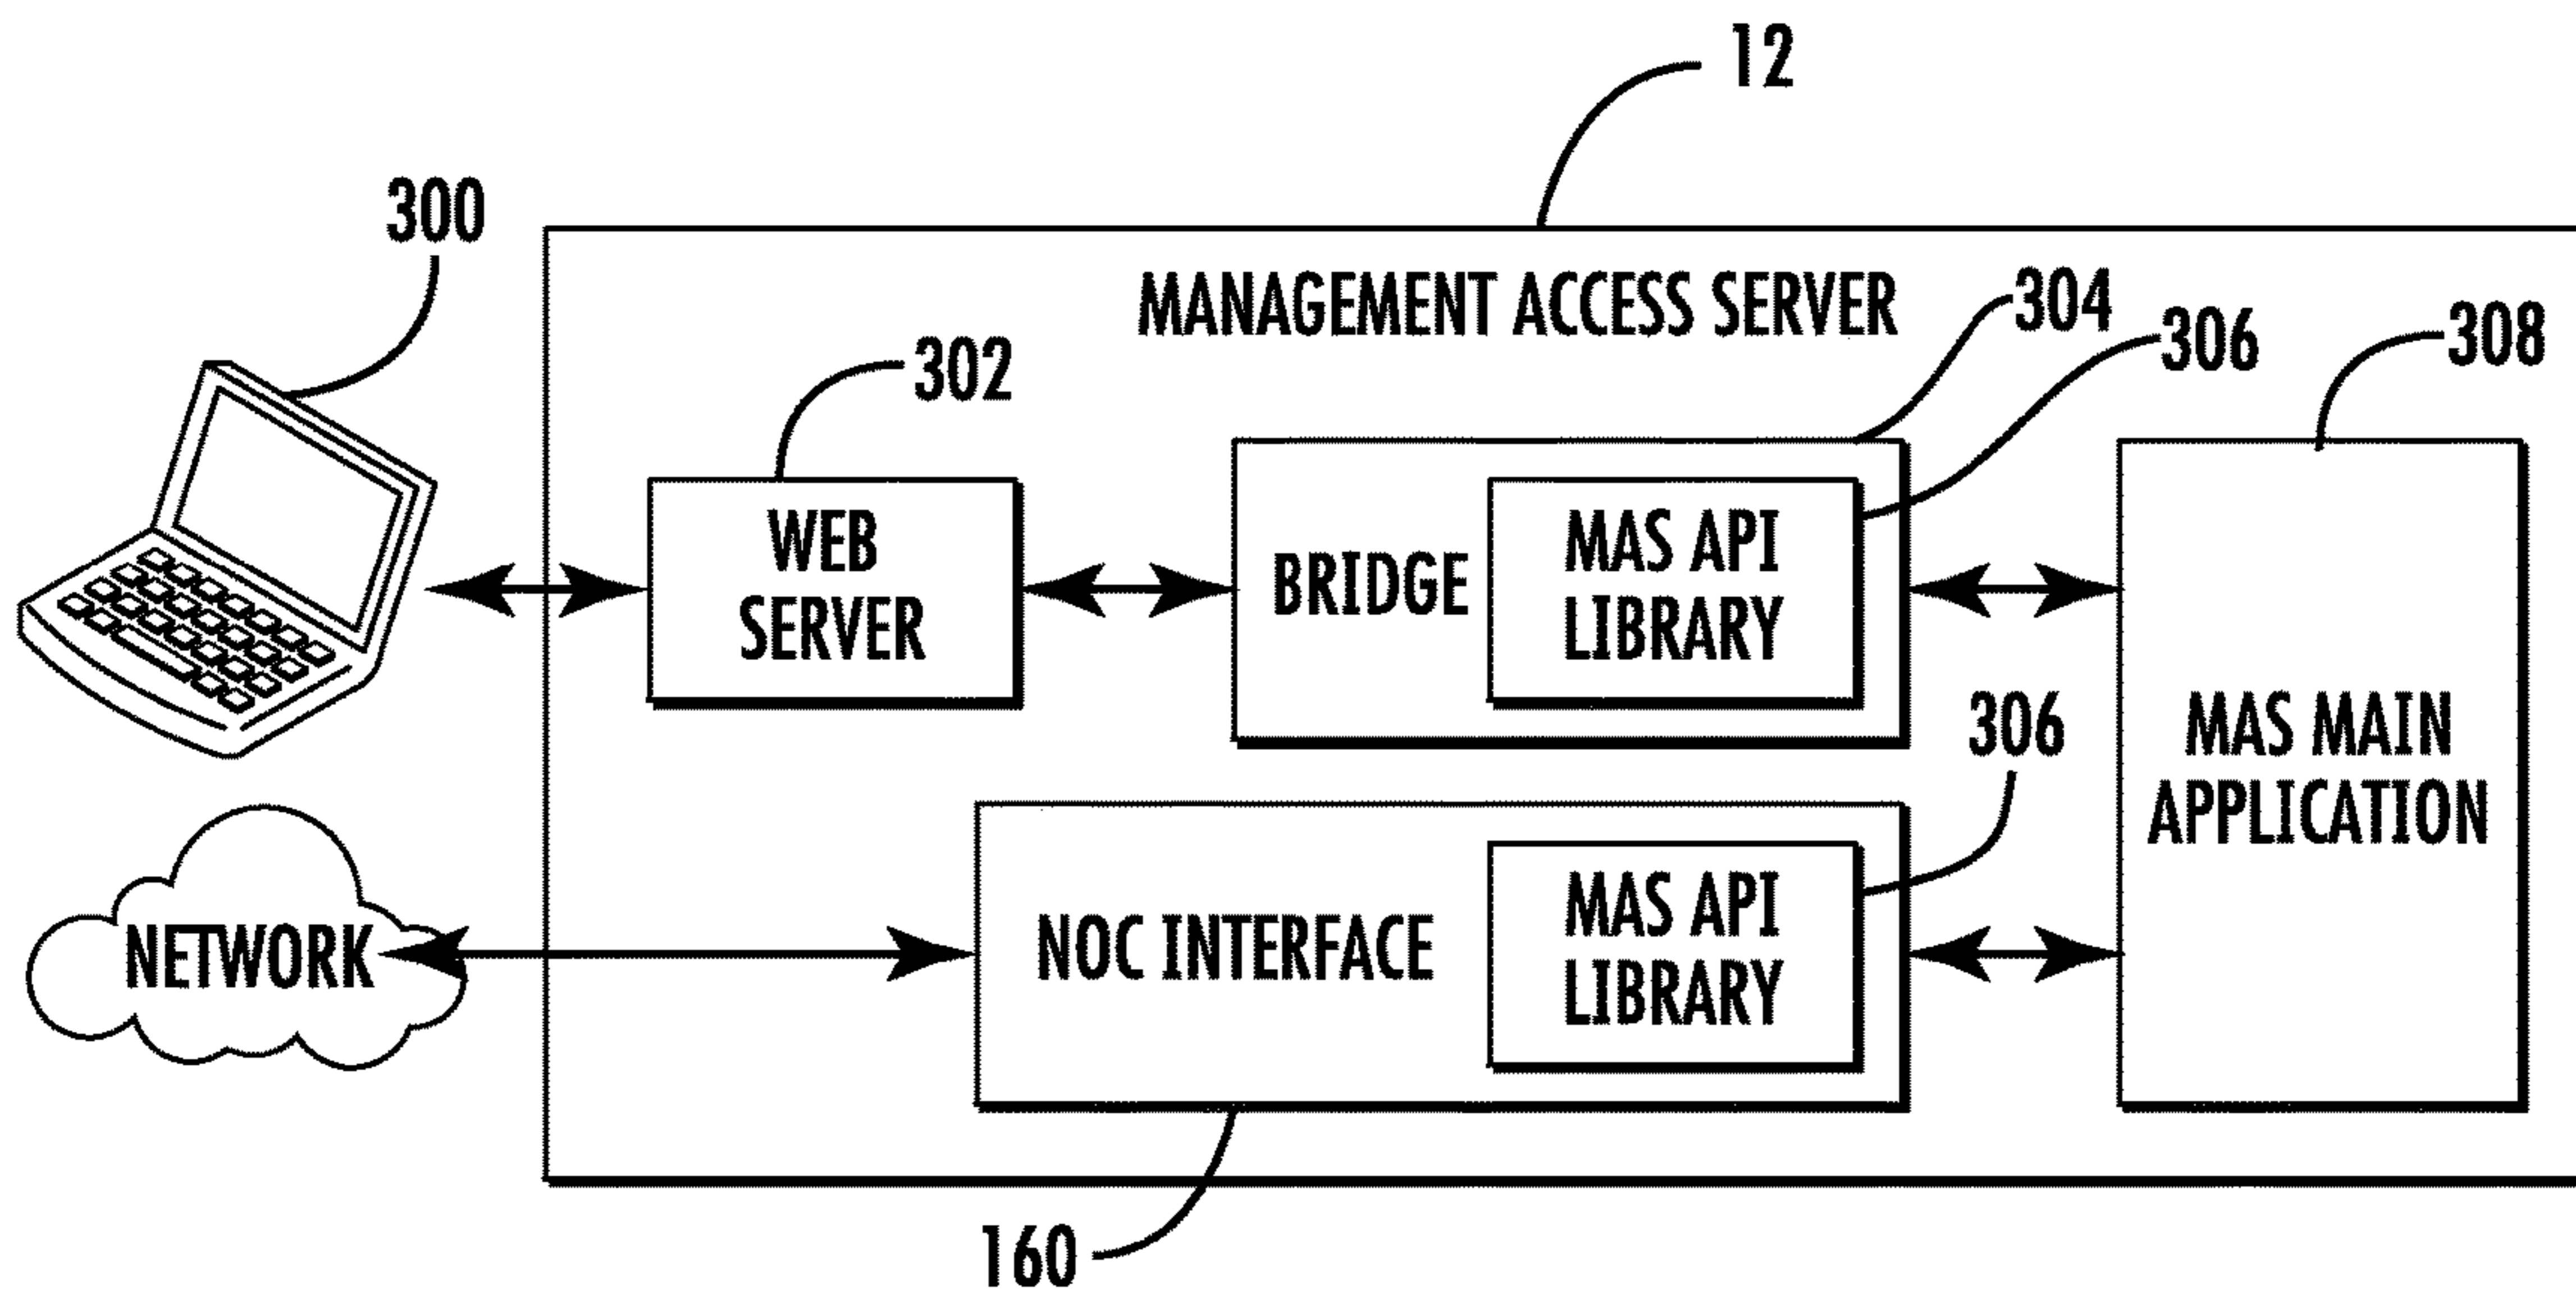 12
300
MANAGEMENT ACCESS SERVER
304
306
308
302
WEB
SERVER
BRIDGE
MAS API
LIBRARY
306
MAS MAIN
APPLICATION
NETWORK
NOC INTERFACE
MAS API
LIBRARY
160